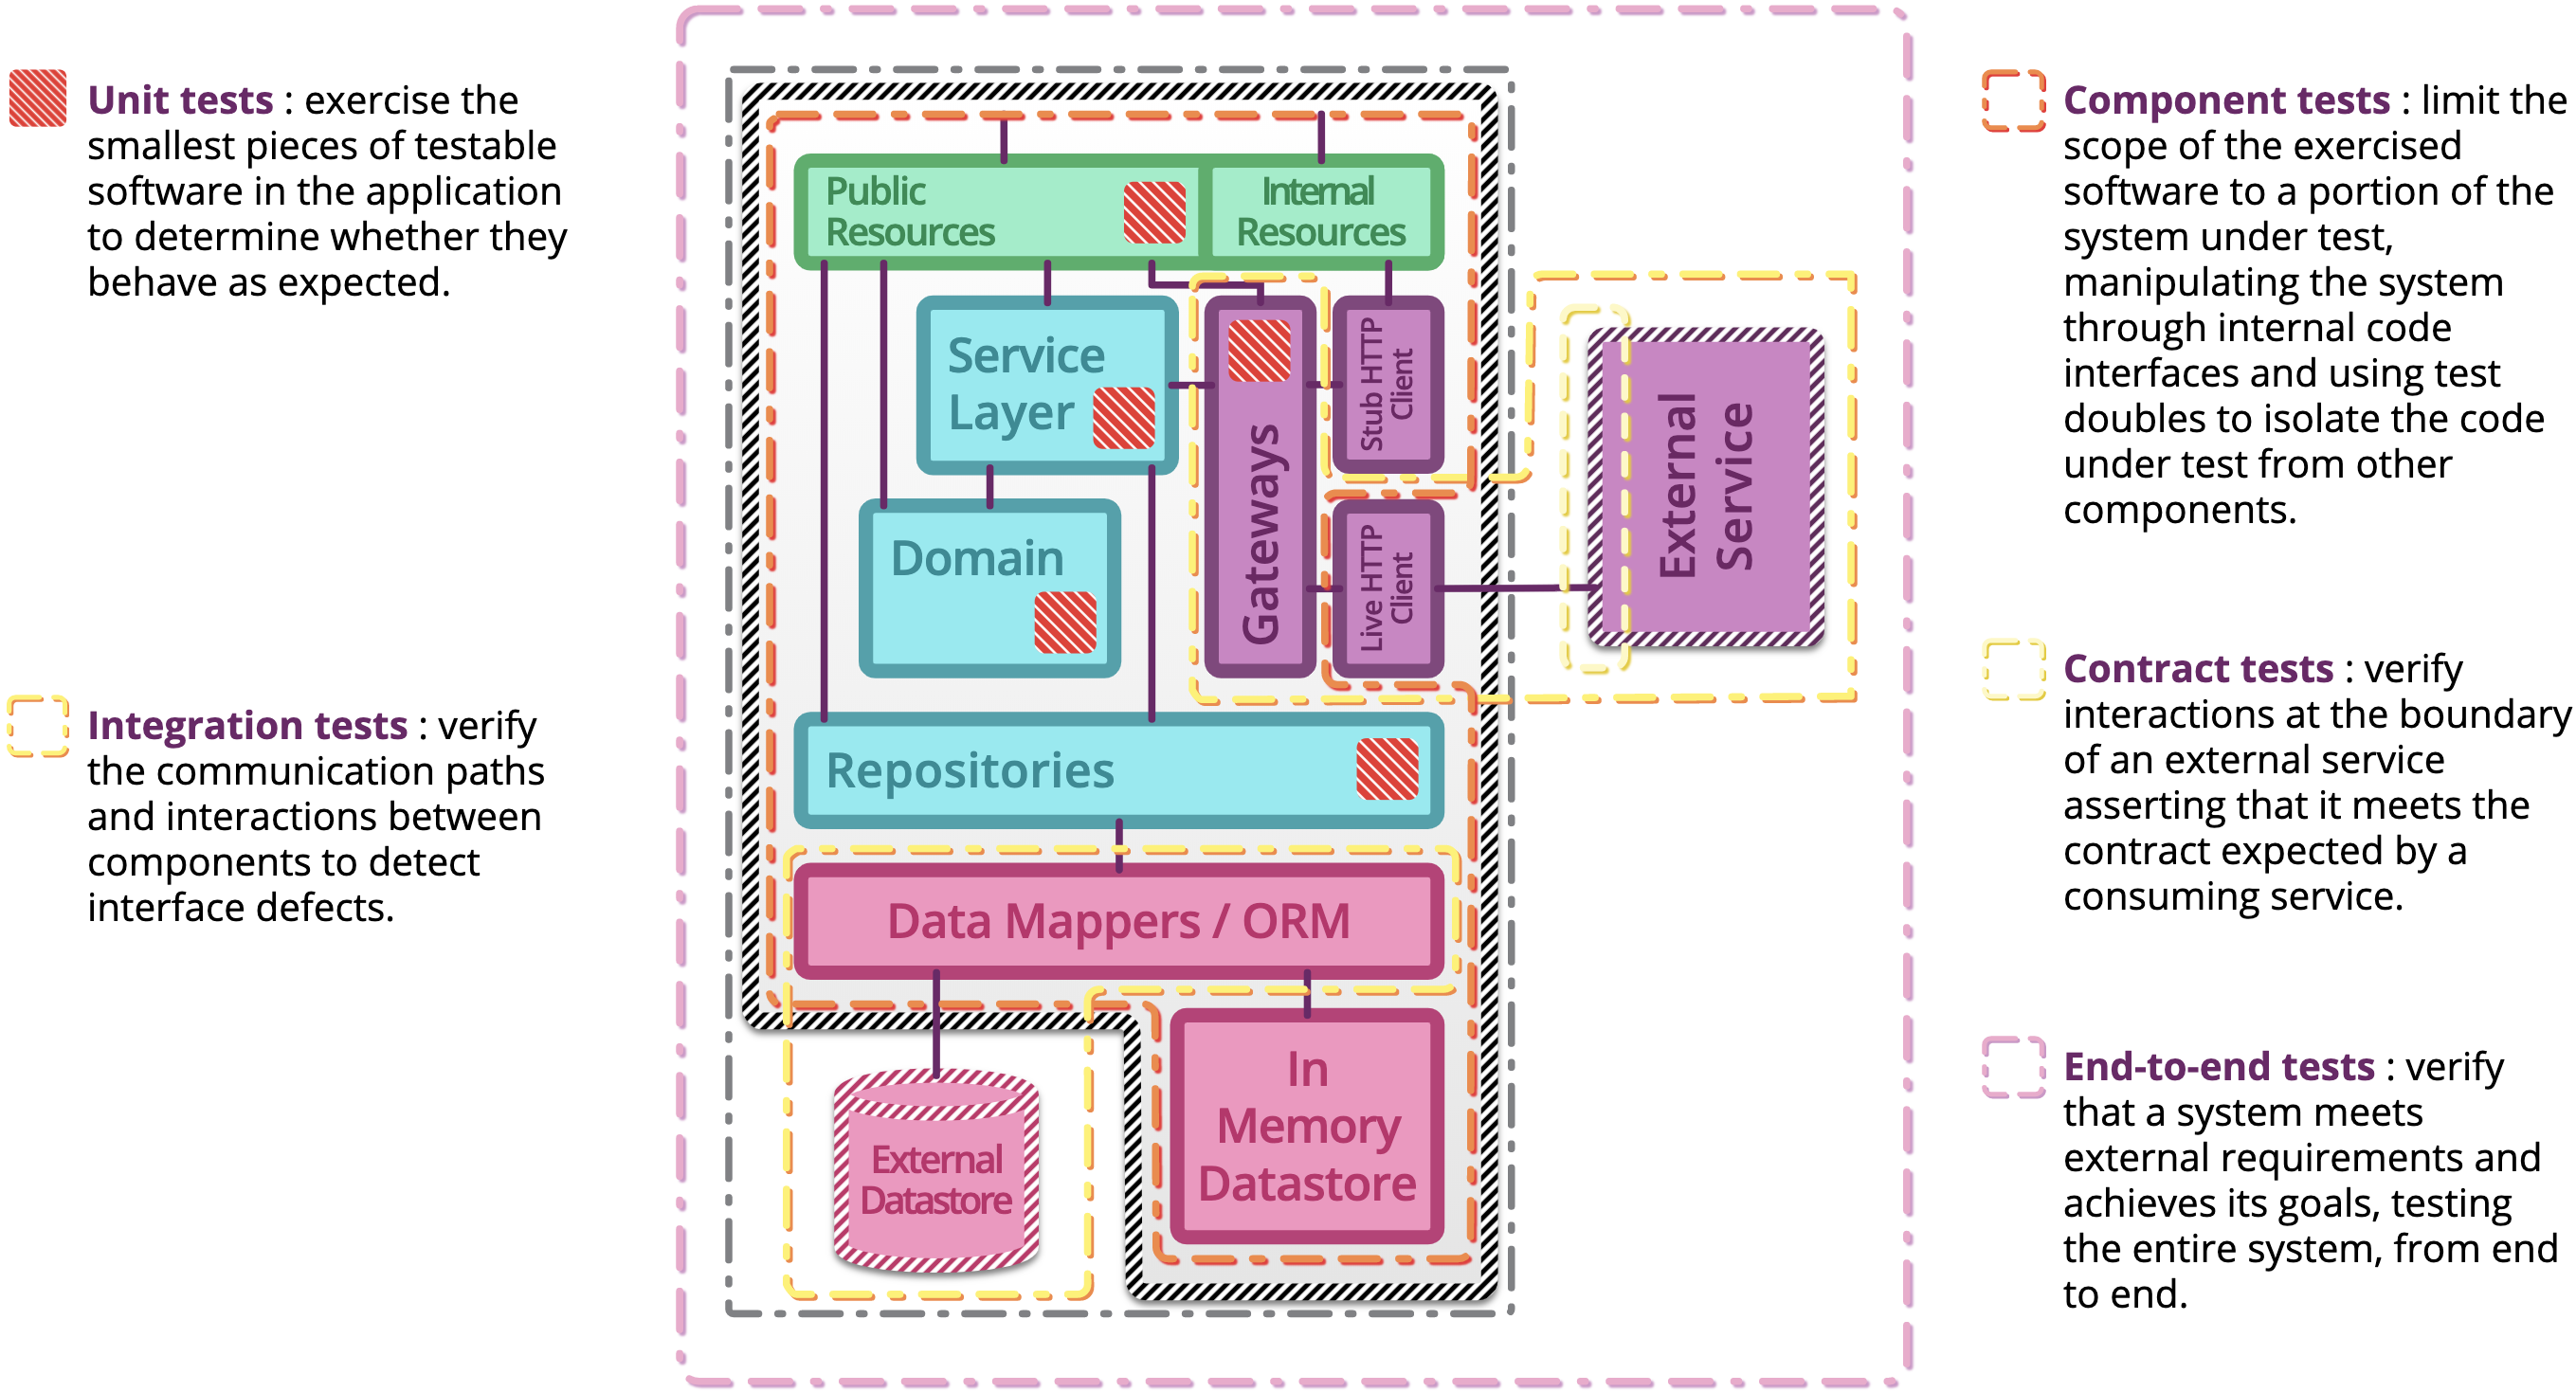 Unit tests : exercise the
smallest pieces of testable
software in the application
to determine whether they
behave as expected.
Integration tests : verify
the communication paths
and interactions between
components to detect
interface defects.
Public
Resources
Internal
Resources
Service
Layer
Gateways
Stub HTTP
Client
Domain
Live HTTP
Client
External
Service
Repositories
Data Mappers / ORM
External
Datastore
In
Memory
Datastore
Component tests : limit the
scope of the exercised
software to a portion of the
system under test,
manipulating the system
through internal code
interfaces and using test
doubles to isolate the code
under test from other
components.
Contract tests : verify
interactions at the boundary
of an external service
asserting that it meets the
contract expected by a
consuming service.
End-to-end tests : verify
that a system meets
external requirements and
achieves its goals, testing
the entire system, from end
to end.